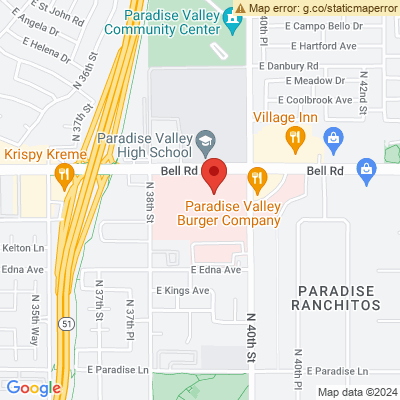 Map error: g.co/staticmaperror
E St John Rd
E Angela Dr
E Helena Dr
N 36th St
N 37th St
Paradise Valley
Community Center
N 40th Pl
E Campo Bello Dr
E Hartford Ave
E Danbury Rd
E Meadow Dr
E Coolbrook Ave
N 42nd St
Village Inn
Paradise Valley
High School
Krispy Kreme
Bell Rd
Bell Rd
N 38th St
Paradise Valley
Burger Company
Kelton Ln
Edna Ave
E Edna Ave
E Kings Ave
N 35th Way
N 37th St
N 37th Pl
51
PARADISE
RANCHITOS
N 40th St
N 40th Pl
E Paradise Ln
E Paradise Ln
Google
Map data ©2024